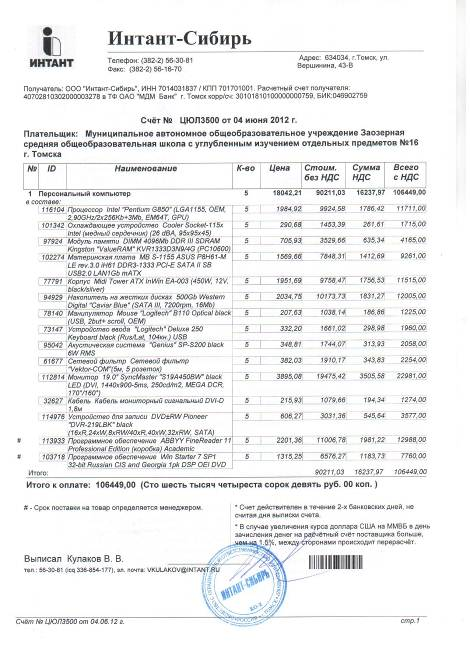 Интант-Сибирь
ИНТАНТ
Телефон: (382-2) 56-30-81
Факс: (382-2) 56-16-70
Адрес: 634034, г.Томск, ул.
Вершинина, 43-В
Получатель: ООО "Интант-Сибирь", ИНН 7014031837 / КПП 701701001. Расчетный счет получателя:
40702810302000003278 в ТФ ОАО "МДМ Банк" г. Томск корр/сч: 30101810100000000759, БИК:046902759
Счёт № ЦЮЛ3500 от 04 июня 2012 г.
Плательщик: Муниципальное автономное общеобразовательное учреждение Заозерная
средняя общеобразовательная школа с углубленным изучением отдельных предметов №16
г. Томска
№ ID Наименование К-во Цена Стоим. без НДС Сумма НДС Всего с НДС
1 Персональный компьютер 5 18042,21 90211,03 16237,97 106449,00
в составе:
116104 Процессор Intel "Pentium G850" (LGA1155, OEM, 5 1984,92 9924,58 1786,42 11711,00
2,90GHz/2x256Kb+3Mb, EM64T, GPU)
101342 Охлаждающее устройство Cooler Socket-115x 5 290,68 1453,39 261,61 1715,00
Intel (медный сердечник) (26 dBA, 95x95x45)
97924 Модуль памяти DIMM 4096Mb DDR III SDRAM 5 705,93 3529,66 635,34 4165,00
Kingston "ValueRAM" KVR1333D3N9/4G (PC10600)
102274 Материнская плата MB S-1155 ASUS P8H61-M 5 1569,66 7848,31 1412,69 9261,00
LE rev.3.0 iH61 DDR3-1333 PCI-E SATA II SB
USB2.0 LAN1Gb mATX
77791 Корпус Midi Tower ATX InWin EA-003 (450W, 12V, 5 1951,69 9758,47 1756,53 11515,00
black/silver)
94929 Накопитель на жестких дисках 500Gb Western 5 2034,75 10173,73 1831,27 12005,00
Digital "Caviar Blue" (SATA III, 7200rpm, 16Mb)
78140 Манипулятор Mouse "Logitech" B110 Optical black 5 207,63 1038,14 186,86 1225,00
(USB, 2but+ scroll, OEM)
73147 Устройство ввода "Logitech" Deluxe 250 5 332,20 1661,02 298,98 1960,00
Keyboard black (Rus/Lat, 104кн.) USB
95042 Акустическая система "Genius" SP-S200 black 5 348,81 1744,07 313,93 2058,00
6W RMS
61677 Сетевой фильтр Сетевой фильтр 5 382,03 1910,17 343,83 2254,00
"Vektor-COM"(5м, 5 розеток)
112814 Монитор 19.0" SyncMaster "S19A450BW" black 5 3895,08 19475,42 3505,58 22981,00
LED (DVI, 1440x900-5ms, 250cd/m2, MEGA DCR,
170°/160°)
32627 Кабель Кабель мониторный сигнальный DVI-D 5 215,93 1079,66 194,34 1274,00
1,8м
114976 Устройство для записи DVD±RW Pioneer 5 606,27 3031,36 545,64 3577,00
"DVR-219LBK" black
(16xR,24xW,8xRW/40xR,40xW,32xRW, SATA)
# 113933 Программное обеспечение ABBYY FineReader 11 5 2201,36 11006,78 1981,22 12988,00
Professional Edition (коробка) Academic
# 103718 Программное обеспечение Win Starter 7 SP1 5 1315,25 6576,27 1183,73 7760,00
32-bit Russian CIS and Georgia 1pk DSP OEI DVD
Итого: 90211,03 16237,97 106449,00
Итого к оплате: 106449,00 (Сто шесть тысяч четыреста сорок девять руб. 00 коп. )
# - Срок поставки на товар определяется менеджером.
* Счёт действителен в течение 2-х банковских дней, не
считая дня выписки счета.
* В случае увеличения курса доллара США на ММВБ в день
зачисления денег на расчётный счёт поставщика больше,
чем на 1.5%, между сторонами происходит перерасчёт.
Выписал Кулаков В. В.
тел.: 56-30-81 (сц 336-854-177), эл. почта: VKULAKOV@INTANT.RU
ИНТАНТ-СИБИРЬ
Счёт № ЦЮЛ3500 от 04.06.12 г.
стр.1